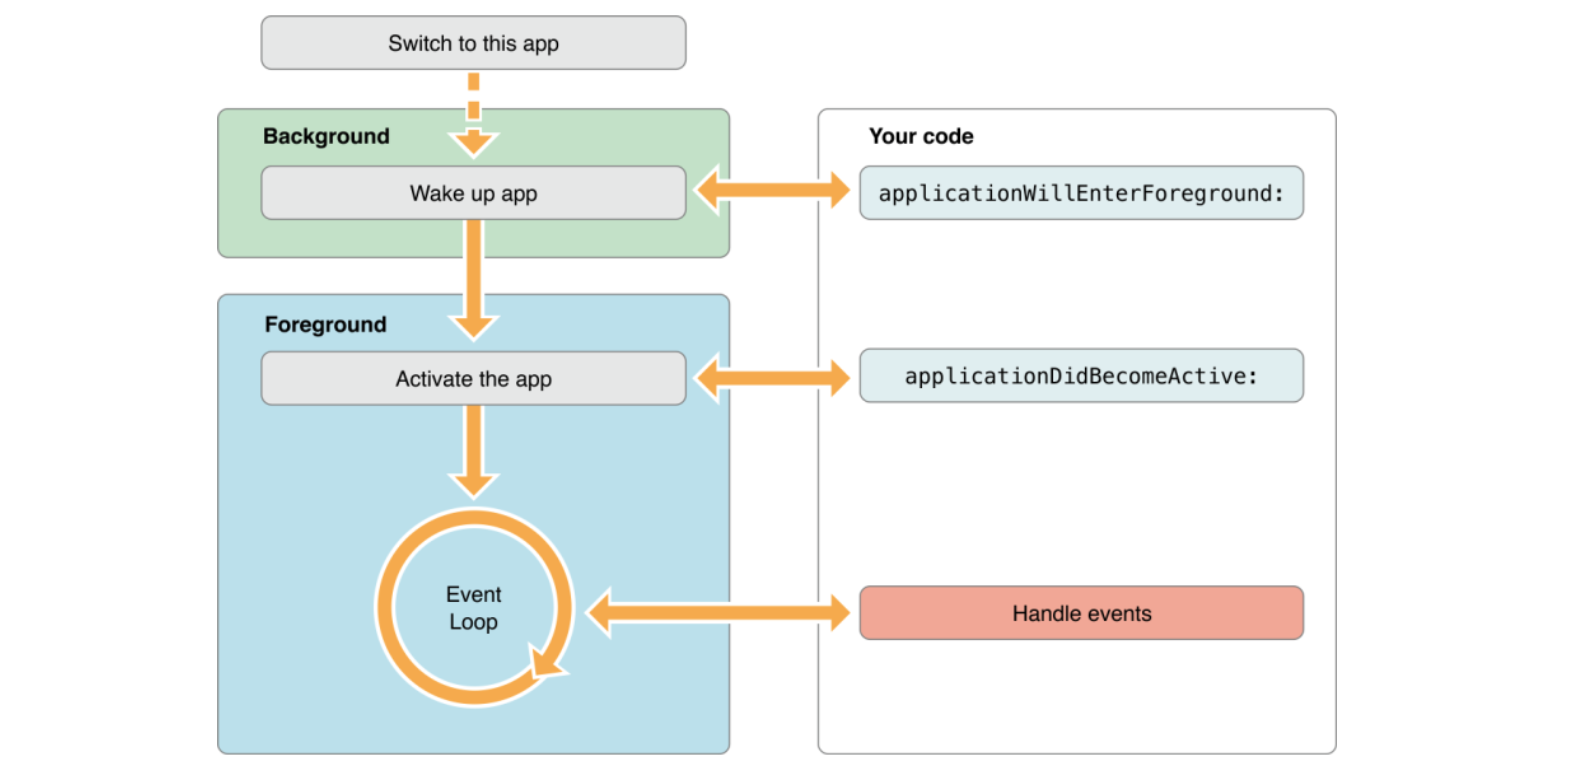 Switch to this app
Background
Wake up app
Foreground
Activate the app
Event
Loop
Your code
applicationWillEnterForeground:
applicationDidBecomeActive:
Handle events